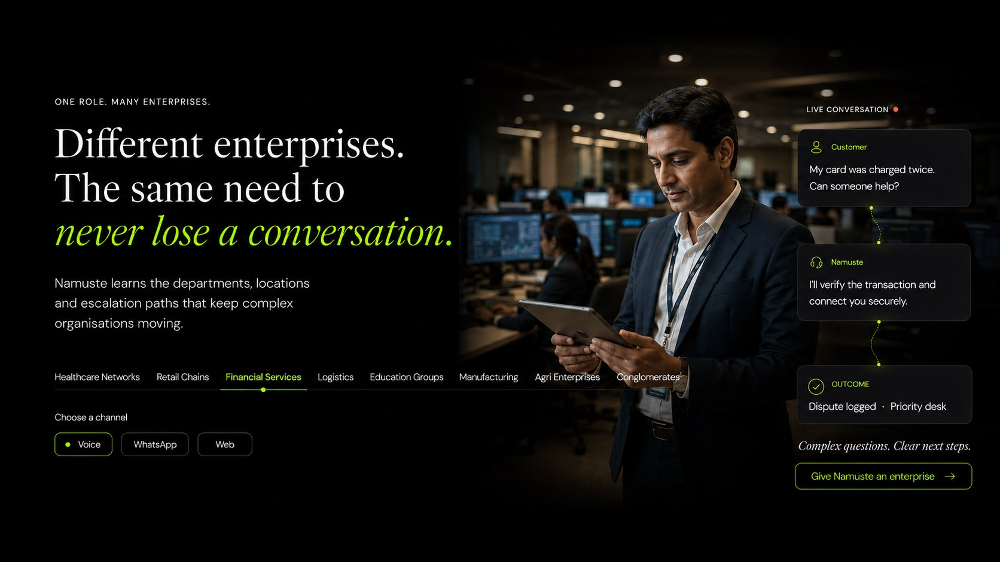 ONE ROLE. MANY ENTERPRISES.
Different enterprises.
The same need to
never lose a conversation.
Namuste learns the departments, locations
and escalation paths that keep complex
organisations moving.
Healthcare Networks Retail Chains Financial Services Logistics Education Groups Manufacturing Agri Enterprises Conglomerates
Choose a channel
Voice WhatsApp Web
LIVE CONVERSATION
Customer
My card was charged twice.
Can someone help?
Namuste
I'll verify the transaction and
connect you securely.
OUTCOME
Dispute logged · Priority desk
Complex questions. Clear next steps.
Give Namuste an enterprise →